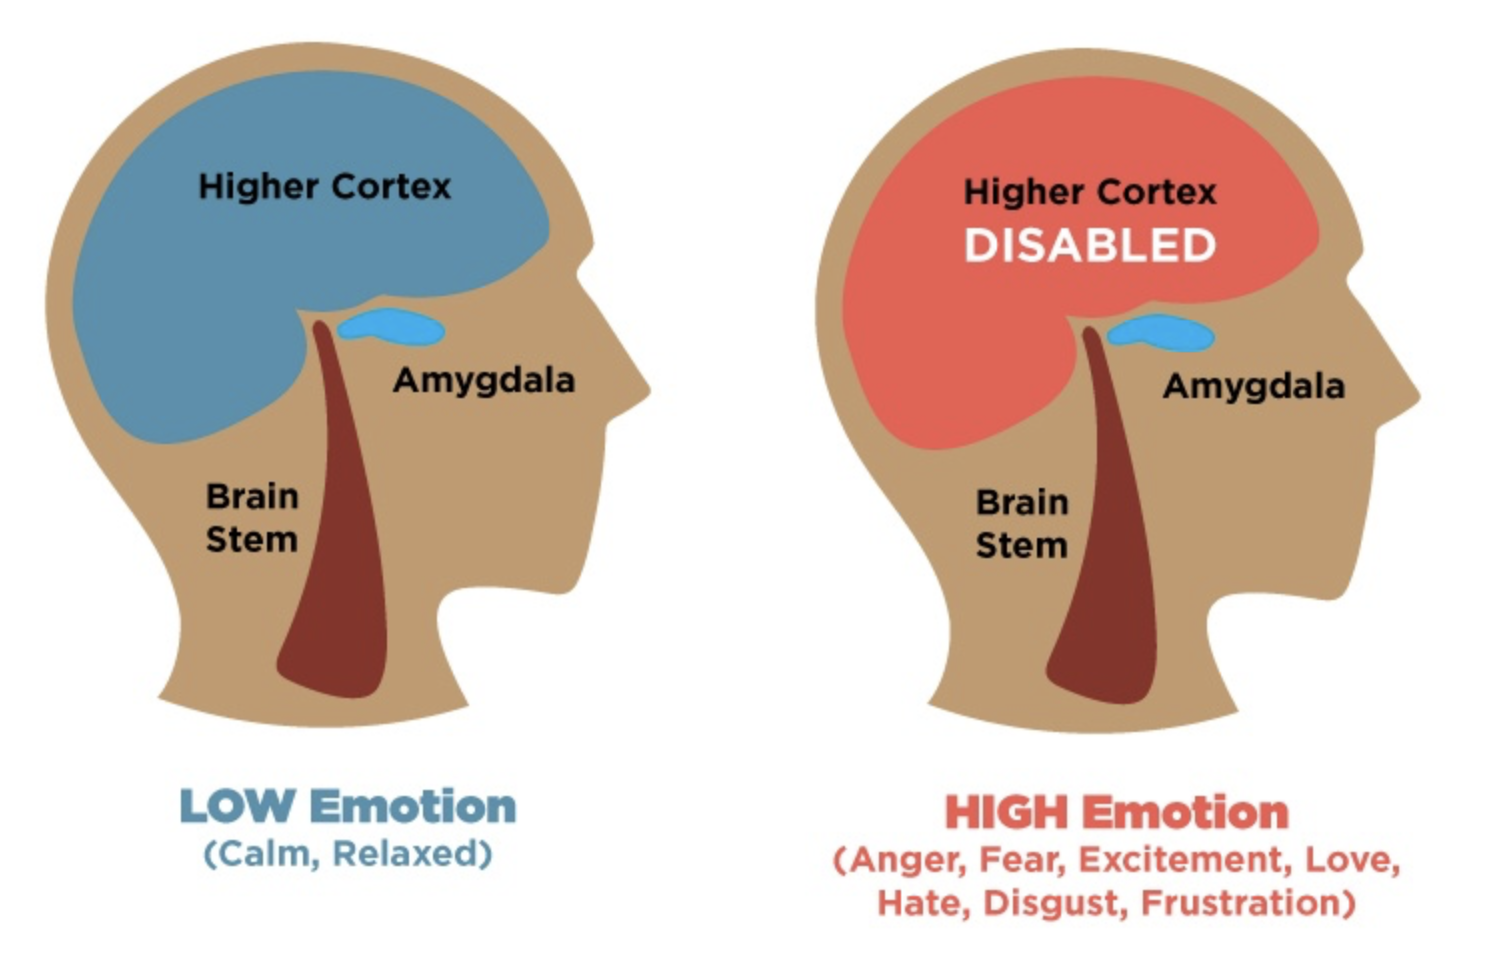 Higher Cortex
Amygdala
Brain
Stem
LOW Emotion
(Calm, Relaxed)
Higher Cortex
DISABLED
Amygdala
Brain
Stem
HIGH Emotion
(Anger, Fear, Excitement, Love,
Hate, Disgust, Frustration)